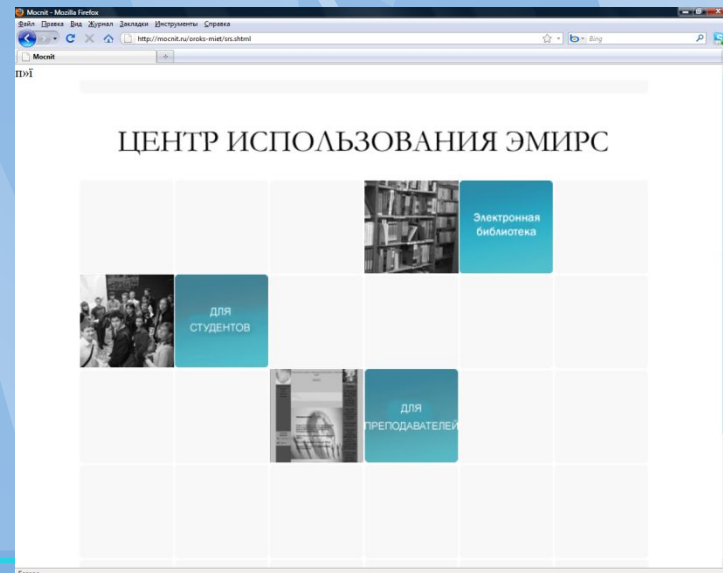 Mocnit - Mozilla Firefox
Файл Правка Вид Журнал Закладки Инструменты Справка
http://mocnit.ru/oroks-miet/srs.shtml
Bing
Mocnit
п»ї
ЦЕНТР ИСПОЛЬЗОВАНИЯ ЭМИРС
Электронная
библиотека
ДЛЯ
СТУДЕНТОВ
ДЛЯ
ПРЕПОДАВАТЕЛЕЙ